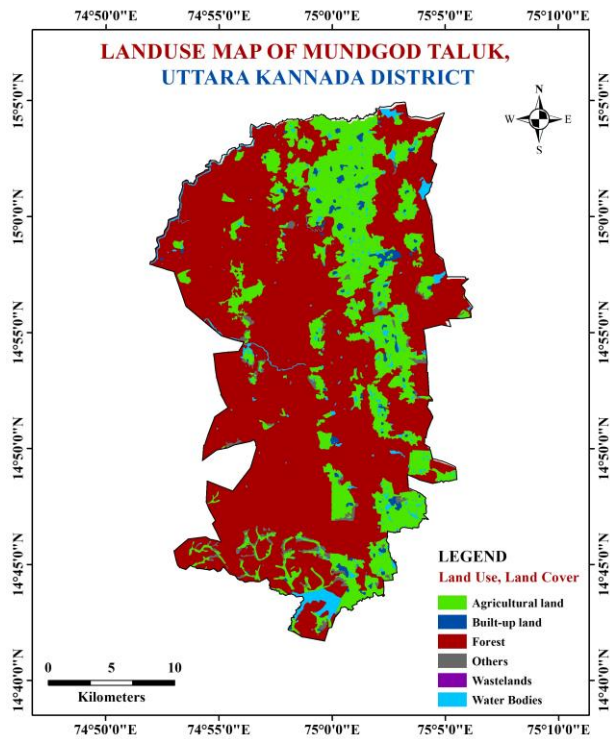 74°50'0"E 74°55'0"E 75°0'0"E 75°5'0"E 75°10'0"E
LANDUSE MAP OF MUNDGOD TALUK,
UTTARA KANNADA DISTRICT
N
W E
S
15°5'0"N 15°5'0"N
15°0'0"N 15°0'0"N
14°55'0"N 14°55'0"N
14°50'0"N 14°50'0"N
14°45'0"N 14°45'0"N
14°40'0"N 14°40'0"N
LEGEND
Land Use, Land Cover
Agricultural land
Built-up land
Forest
Others
Wastelands
Water Bodies
0 5 10
Kilometers
74°50'0"E 74°55'0"E 75°0'0"E 75°5'0"E 75°10'0"E